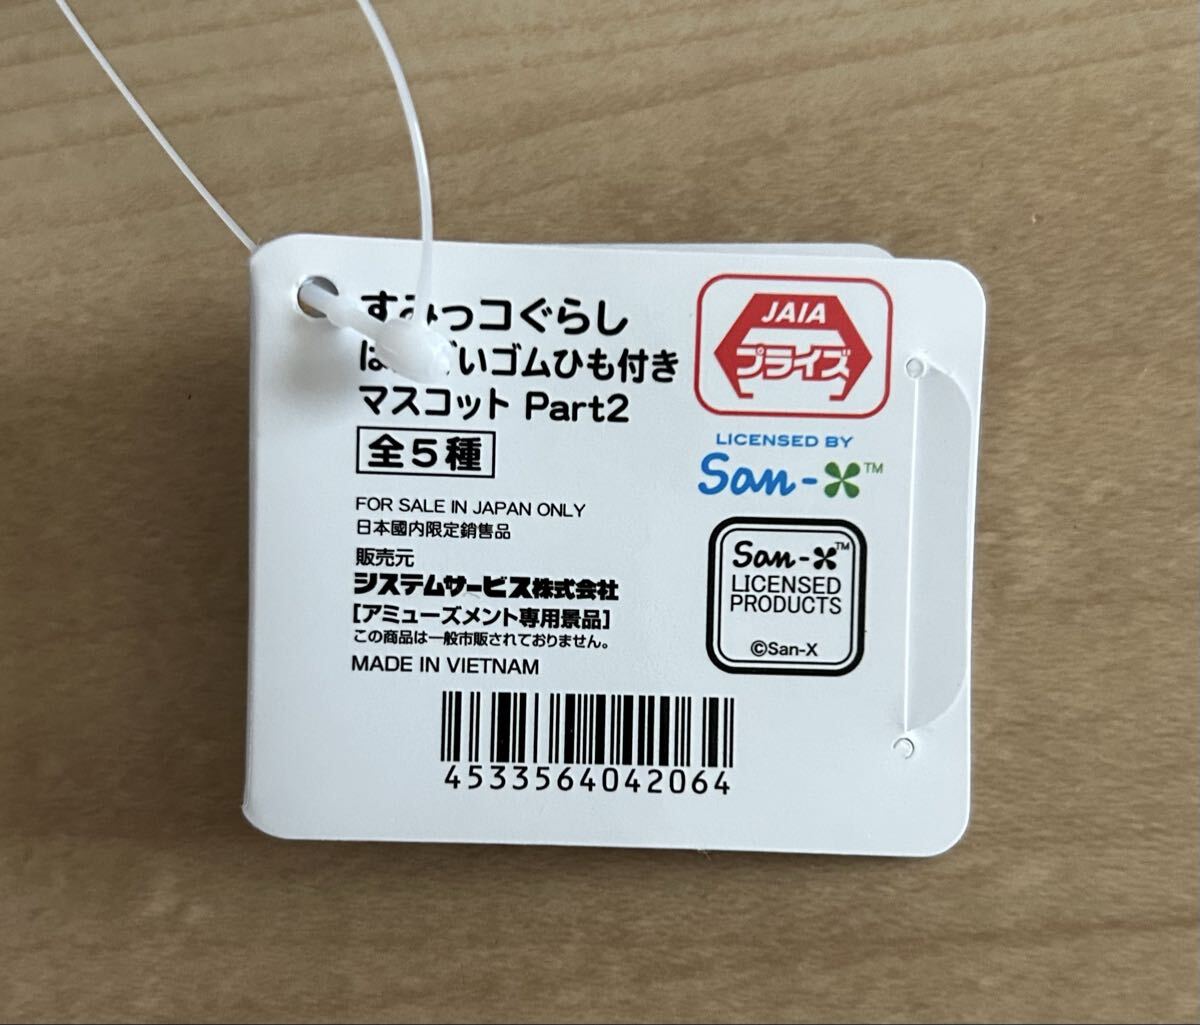 すみっコぐらし
いゴムひも付き
マスコット Part2
全5種
FOR SALE IN JAPAN ONLY
日本國内限定銷售品
販売元
システムサービス株式会社
[アミューズメント専用景品]
この商品は一般市販されておりません。
MADE IN VIETNAM
4533564042064
JAIA
プライズ
LICENSED BY
San-X™
San-X™
LICENSED
PRODUCTS
©San-X